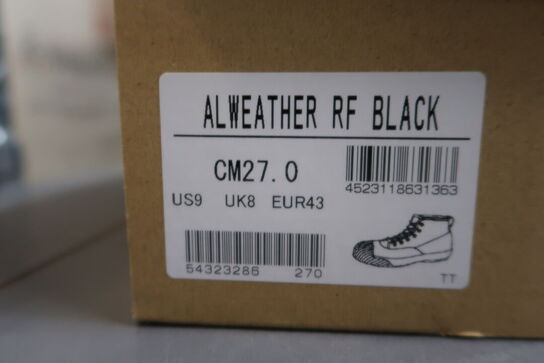 ALWEATHER RF BLACK
CM27.0
4523118631363
US9 UK8 EUR43
54323286 270
TT